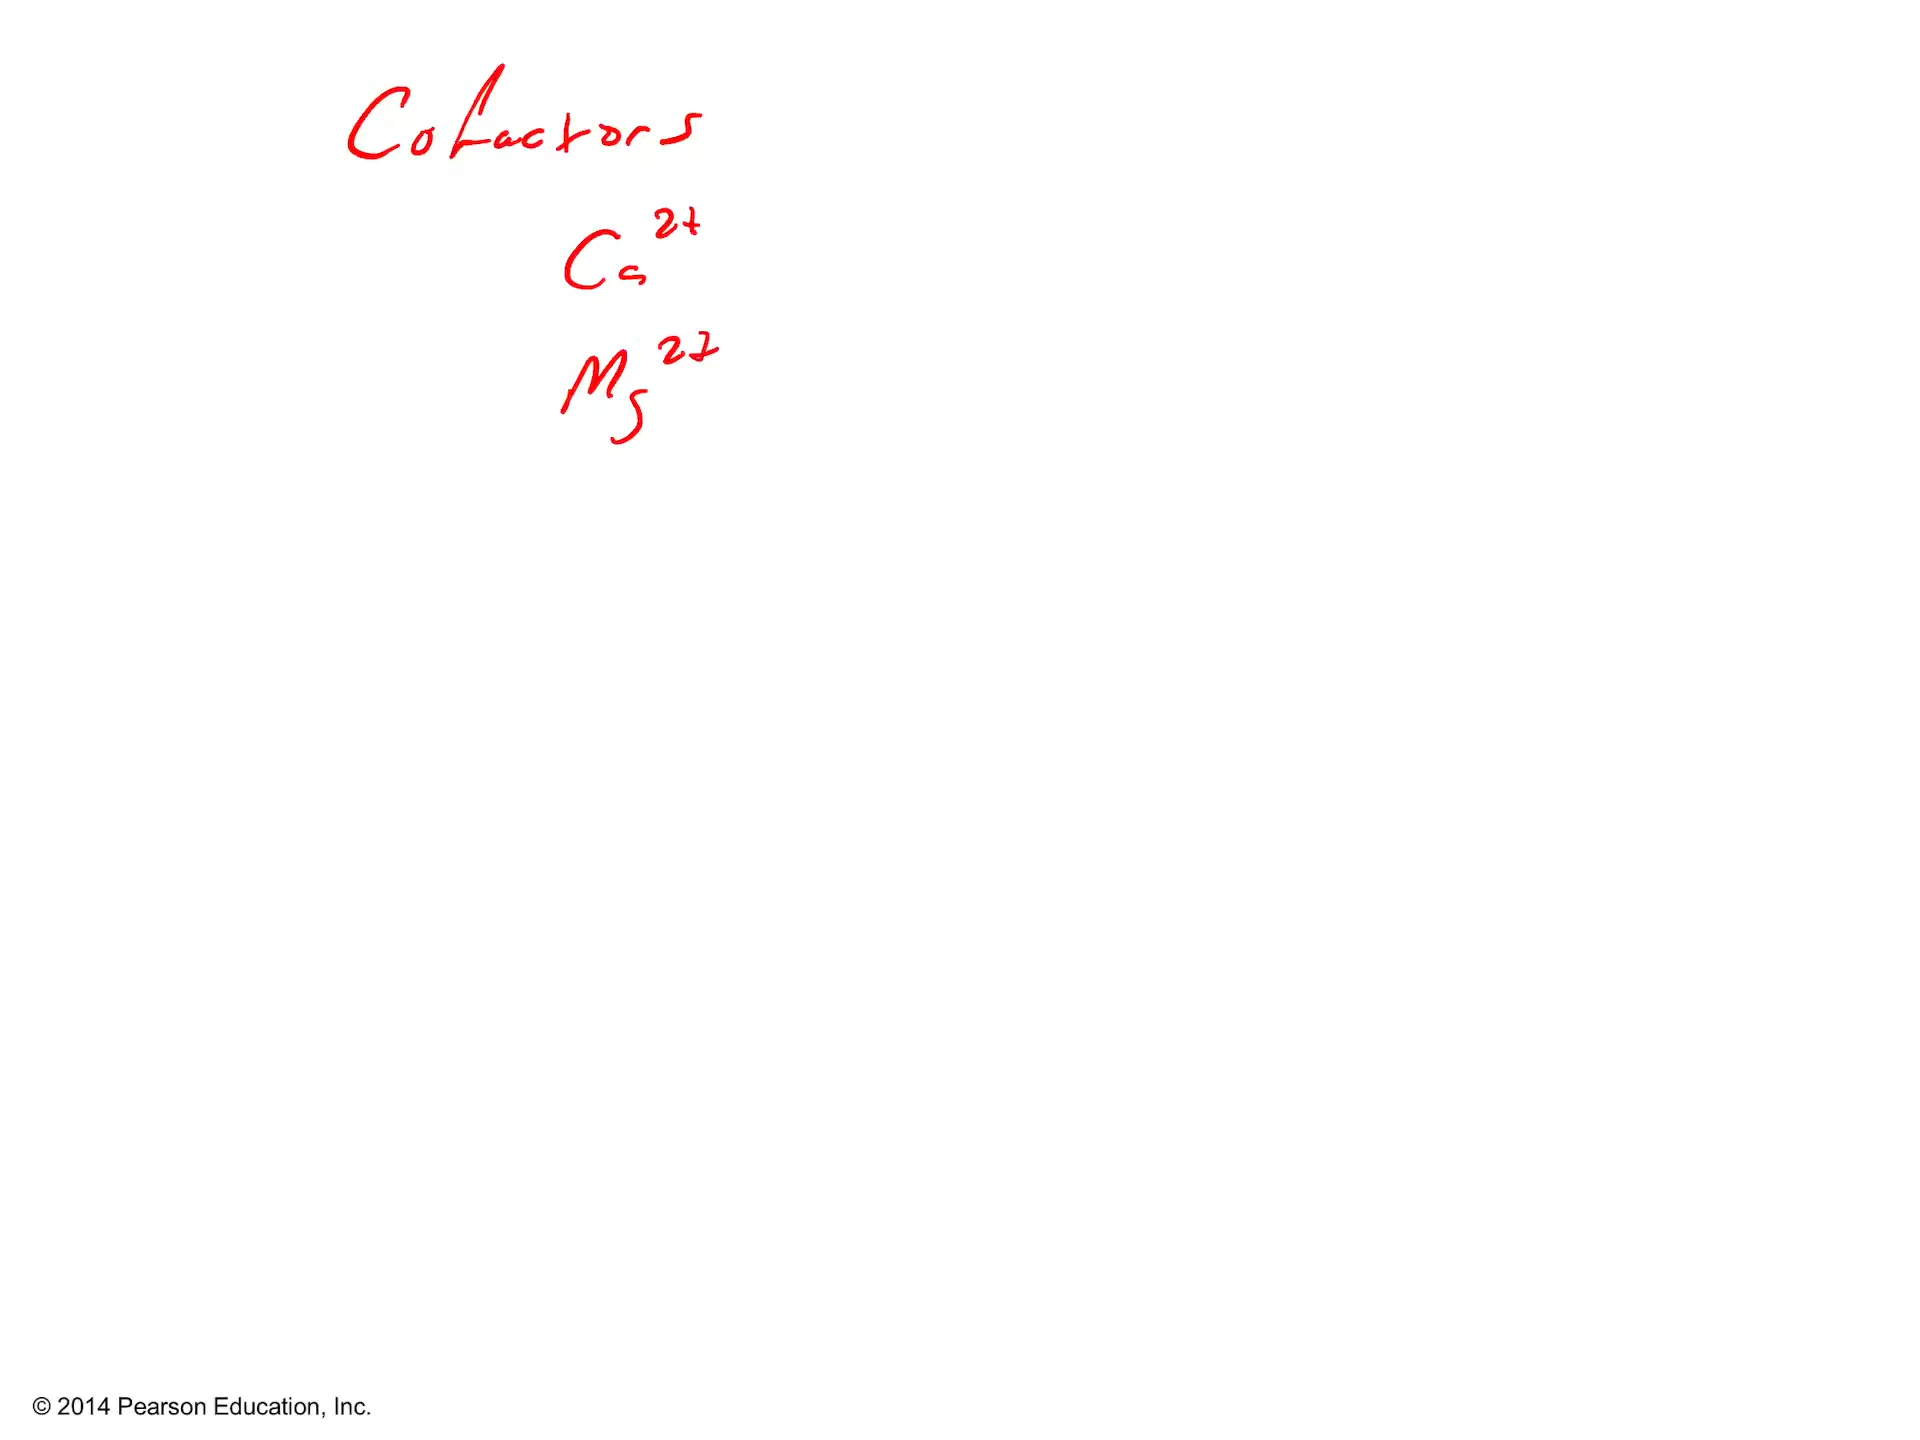 Cofactors
Ca²⁺
Mg²⁺
© 2014 Pearson Education, Inc.